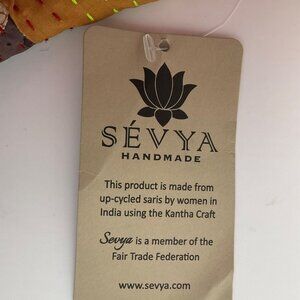 SÉVYA
HANDMADE
This product is made from
up-cycled saris by women in
India using the Kantha Craft
Sevya is a member of the
Fair Trade Federation
www.sevya.com